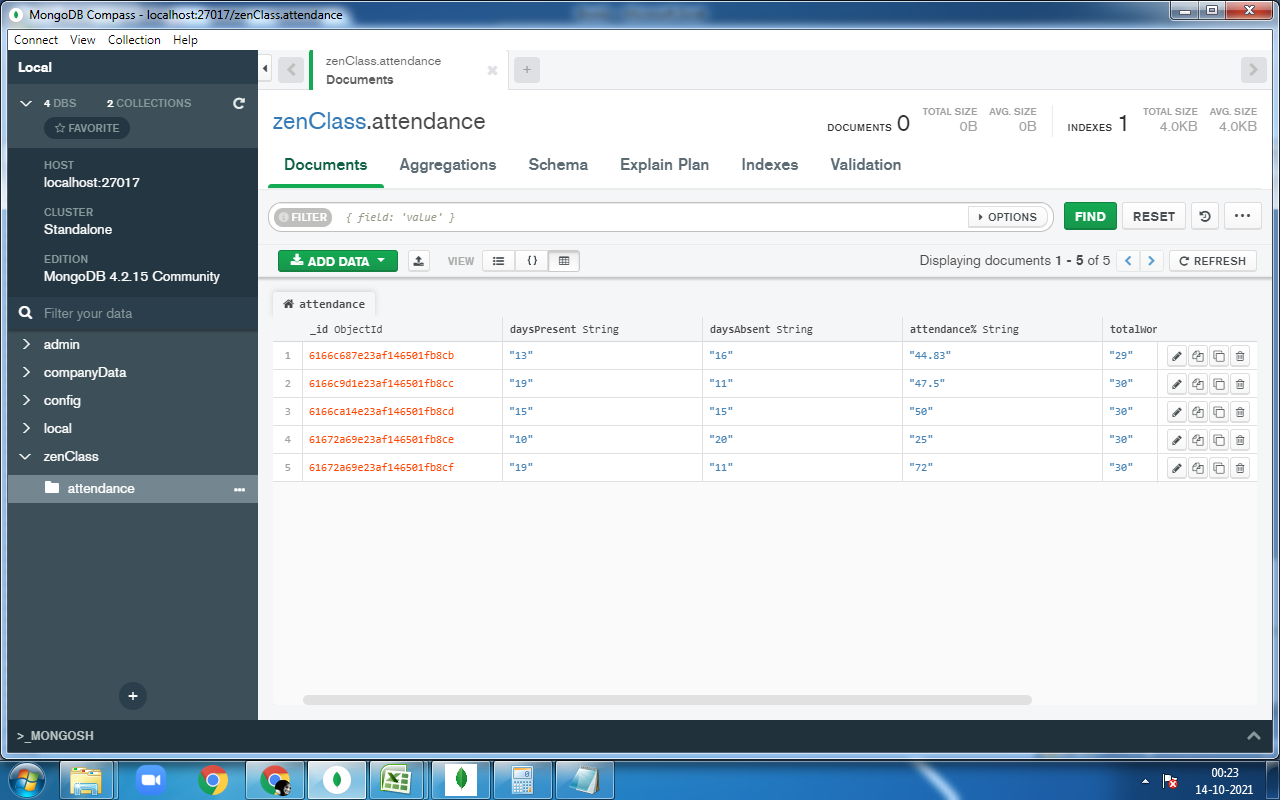 MongoDB Compass - localhost:27017/zenClass.attendance
Connect View Collection Help
Local
4 DBS 2 COLLECTIONS
FAVORITE
HOST
localhost:27017
CLUSTER
Standalone
EDITION
MongoDB 4.2.15 Community
Filter your data
admin
companyData
config
local
zenClass
attendance
zenClass.attendance
Documents
zenClass.attendance
DOCUMENTS 0
TOTAL SIZE AVG. SIZE
0B 0B
INDEXES 1
TOTAL SIZE AVG. SIZE
4.0KB 4.0KB
Documents Aggregations Schema Explain Plan Indexes Validation
FILTER { field: 'value' } OPTIONS FIND RESET
ADD DATA VIEW {} Displaying documents 1 - 5 of 5 REFRESH
attendance
_id ObjectId daysPresent String daysAbsent String attendance% String totalWor
1 6166c687e23af146501fb8cb "13" "16" "44.83" "29"
2 6166c9d1e23af146501fb8cc "19" "11" "47.5" "30"
3 6166ca14e23af146501fb8cd "15" "15" "50" "30"
4 61672a69e23af146501fb8ce "10" "20" "25" "30"
5 61672a69e23af146501fb8cf "19" "11" "72" "30"
>_MONGOSH
00:23
14-10-2021